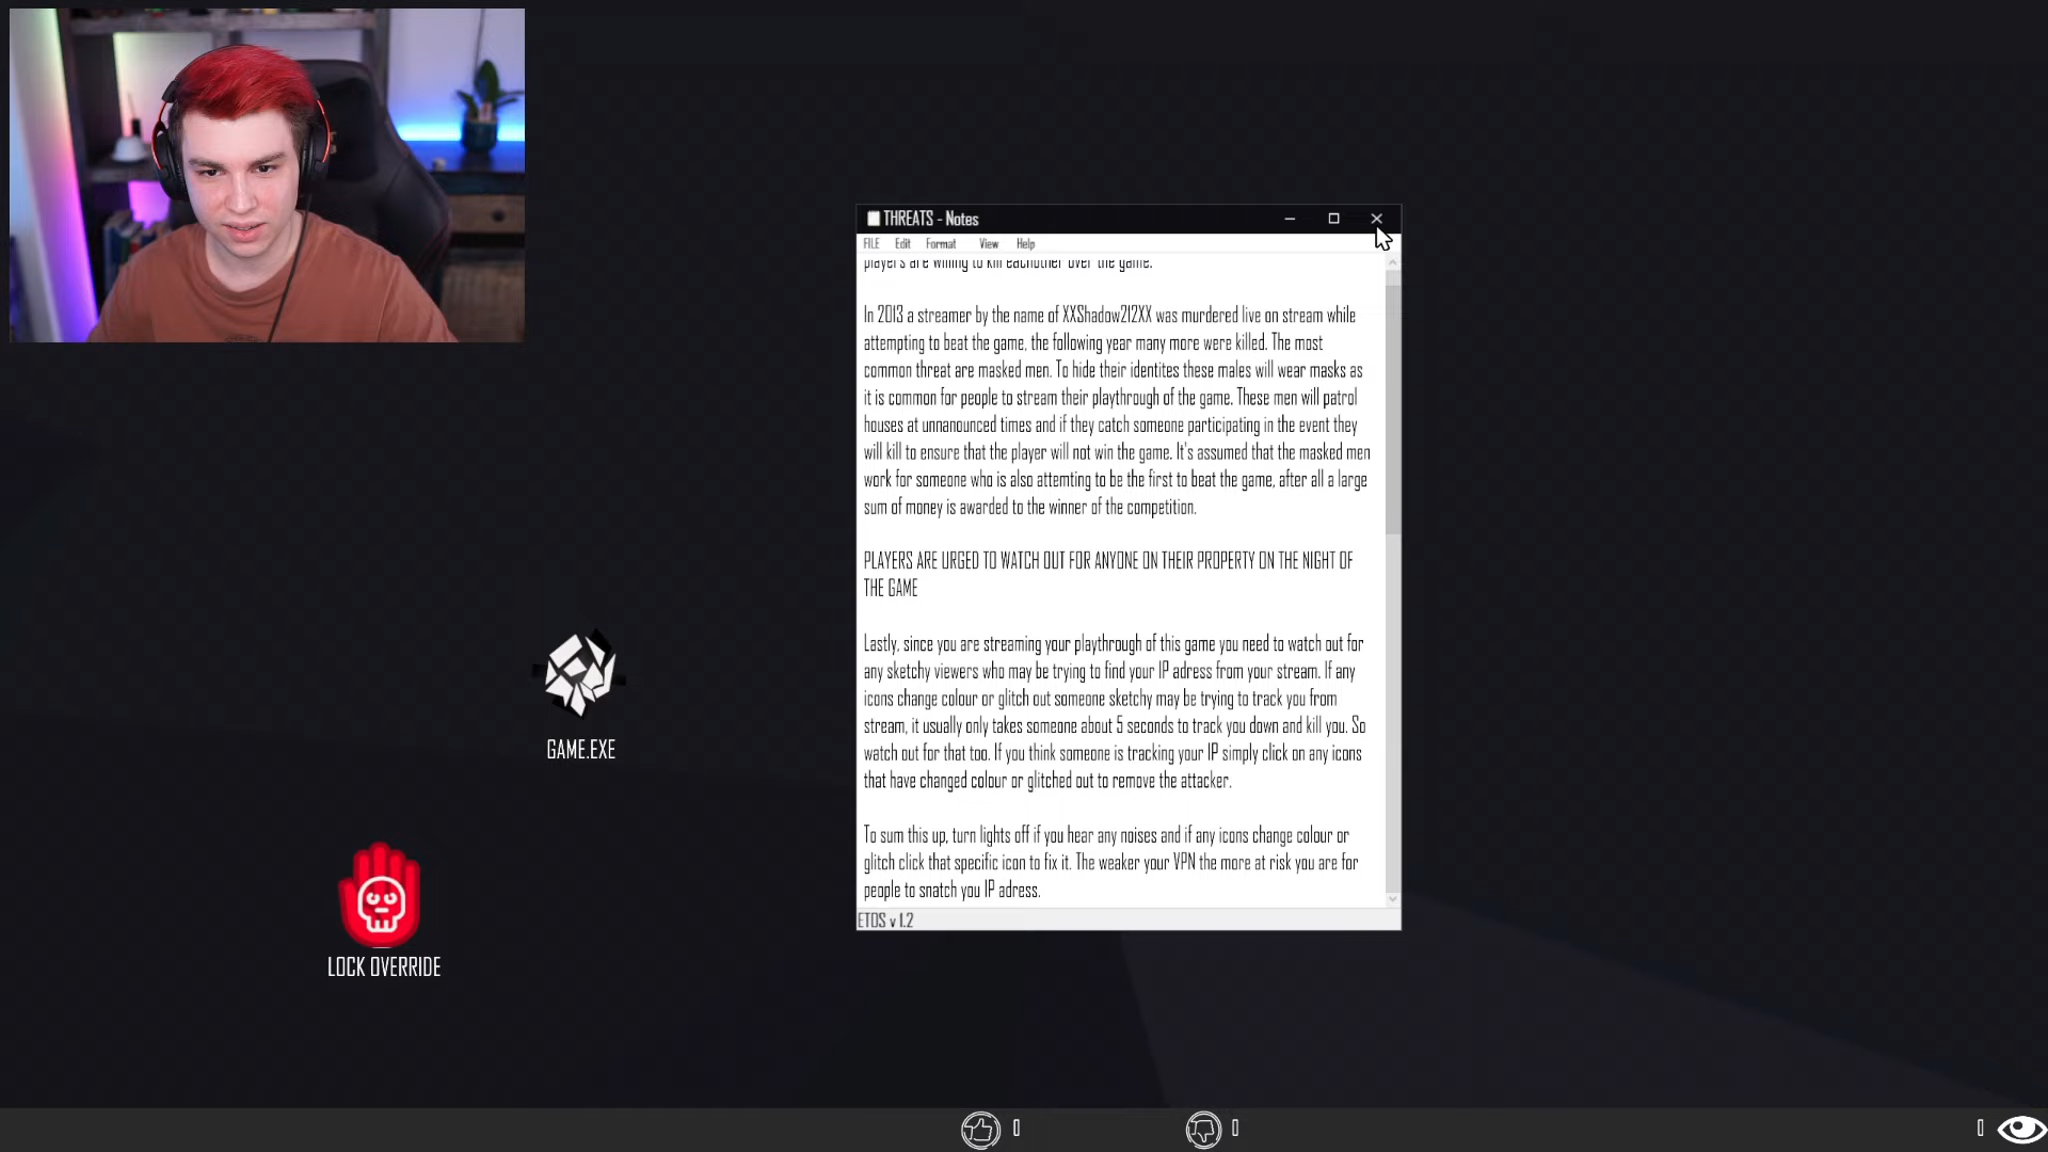 THREATS - Notes
FILE Edit Format View Help
players are willing to kill eachother over the game.
In 2013 a streamer by the name of XXShadow212XX was murdered live on stream while
attempting to beat the game, the following year many more were killed. The most
common threat are masked men. To hide their identites these males will wear masks as
it is common for people to stream their playthrough of the game. These men will patrol
houses at unnanounced times and if they catch someone participating in the event they
will kill to ensure that the player will not win the game. It's assumed that the masked men
work for someone who is also attemting to be the first to beat the game, after all a large
sum of money is awarded to the winner of the competition.
PLAYERS ARE URGED TO WATCH OUT FOR ANYONE ON THEIR PROPERTY ON THE NIGHT OF
THE GAME
Lastly, since you are streaming your playthrough of this game you need to watch out for
any sketchy viewers who may be trying to find your IP adress from your stream. If any
icons change colour or glitch out someone sketchy may be trying to track you from
stream, it usually only takes someone about 5 seconds to track you down and kill you. So
watch out for that too. If you think someone is tracking your IP simply click on any icons
that have changed colour or glitched out to remove the attacker.
To sum this up, turn lights off if you hear any noises and if any icons change colour or
glitch click that specific icon to fix it. The weaker your VPN the more at risk you are for
people to snatch you IP adress.
ETOS v 1.2
GAME.EXE
LOCK OVERRIDE
0 0 0